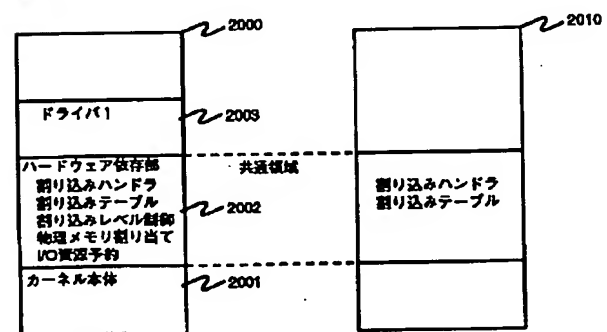 2000
2010
ドライバ1
2003
ハードウェア依存部
共通領域
割り込みハンドラ
割り込みテーブル
割り込みレベル制御
物理メモリ割り当て
I/O資源予約
2002
割り込みハンドラ
割り込みテーブル
カーネル本体
2001